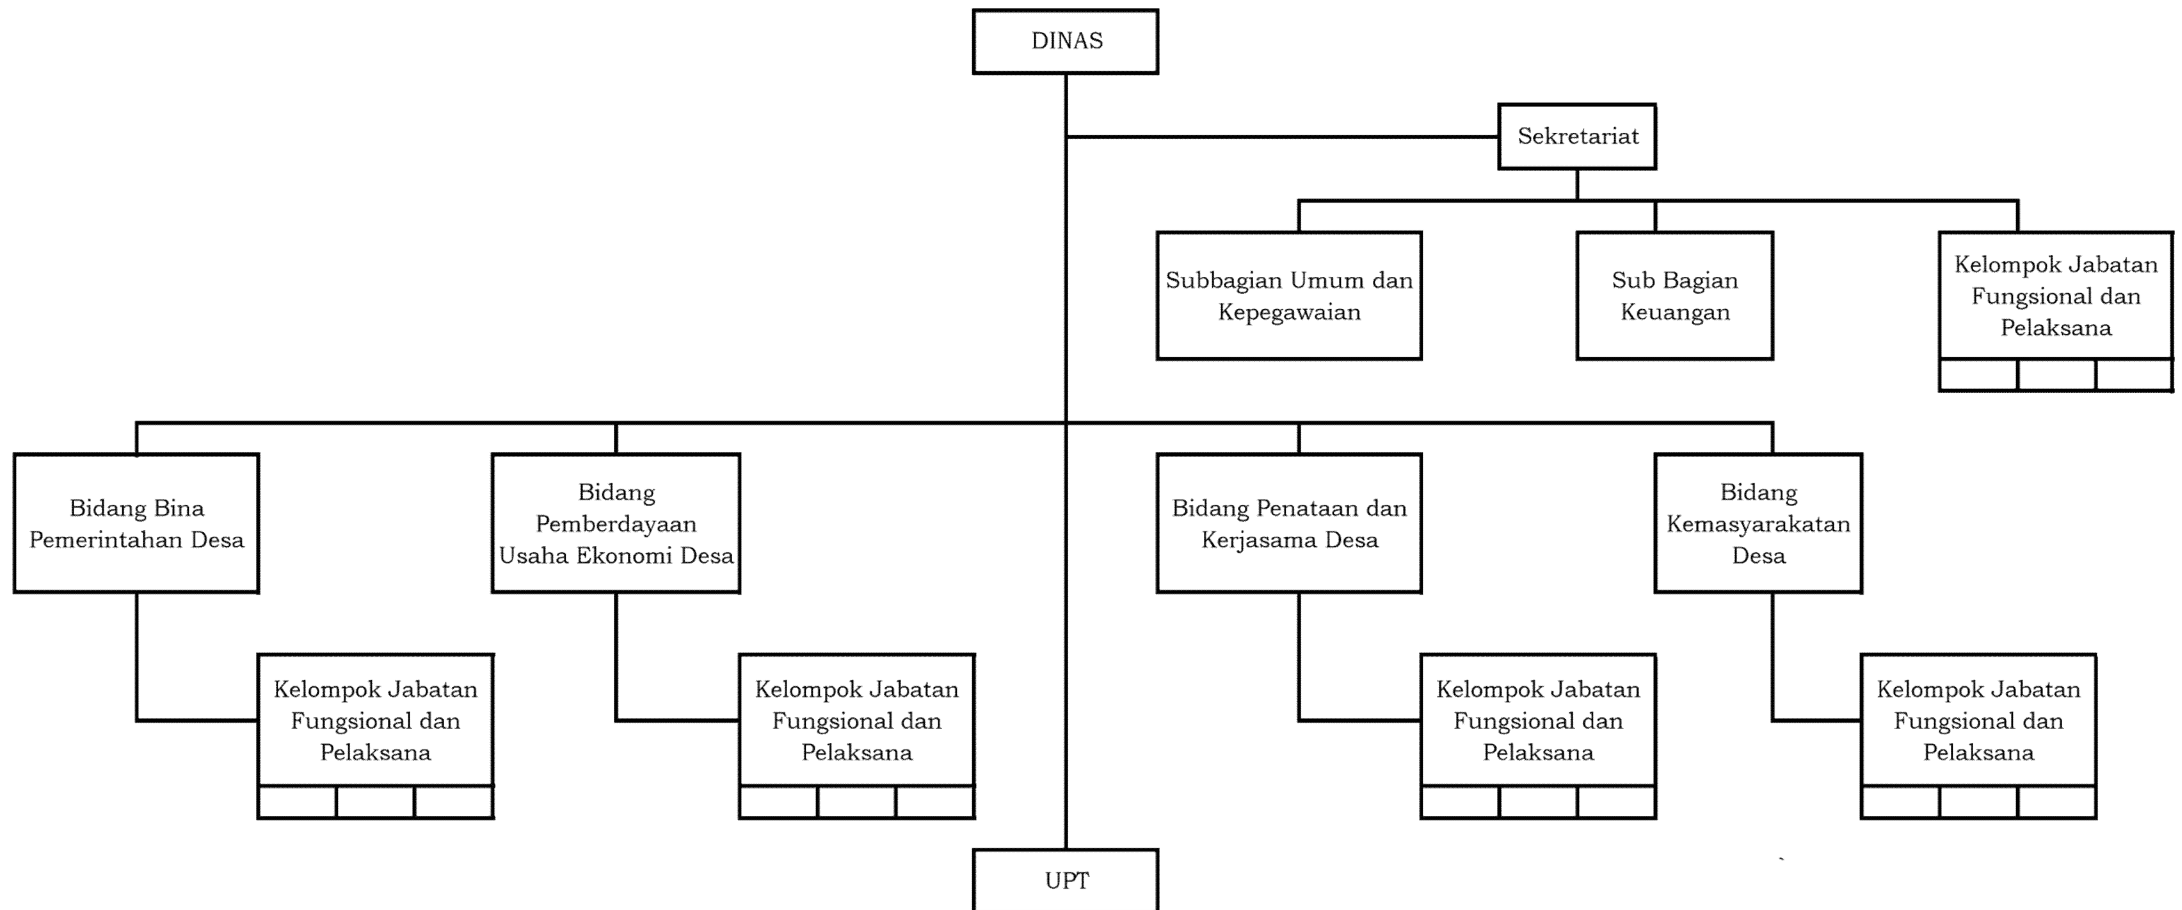 DINAS
Sekretariat
Subbagian Umum dan
Kepegawaian
Sub Bagian
Keuangan
Kelompok Jabatan
Fungsional dan
Pelaksana
Bidang Bina
Pemerintahan Desa
Bidang
Pemberdayaan
Usaha Ekonomi Desa
Bidang Penataan dan
Kerjasama Desa
Bidang
Kemasyarakatan
Desa
Kelompok Jabatan
Fungsional dan
Pelaksana
Kelompok Jabatan
Fungsional dan
Pelaksana
Kelompok Jabatan
Fungsional dan
Pelaksana
Kelompok Jabatan
Fungsional dan
Pelaksana
UPT